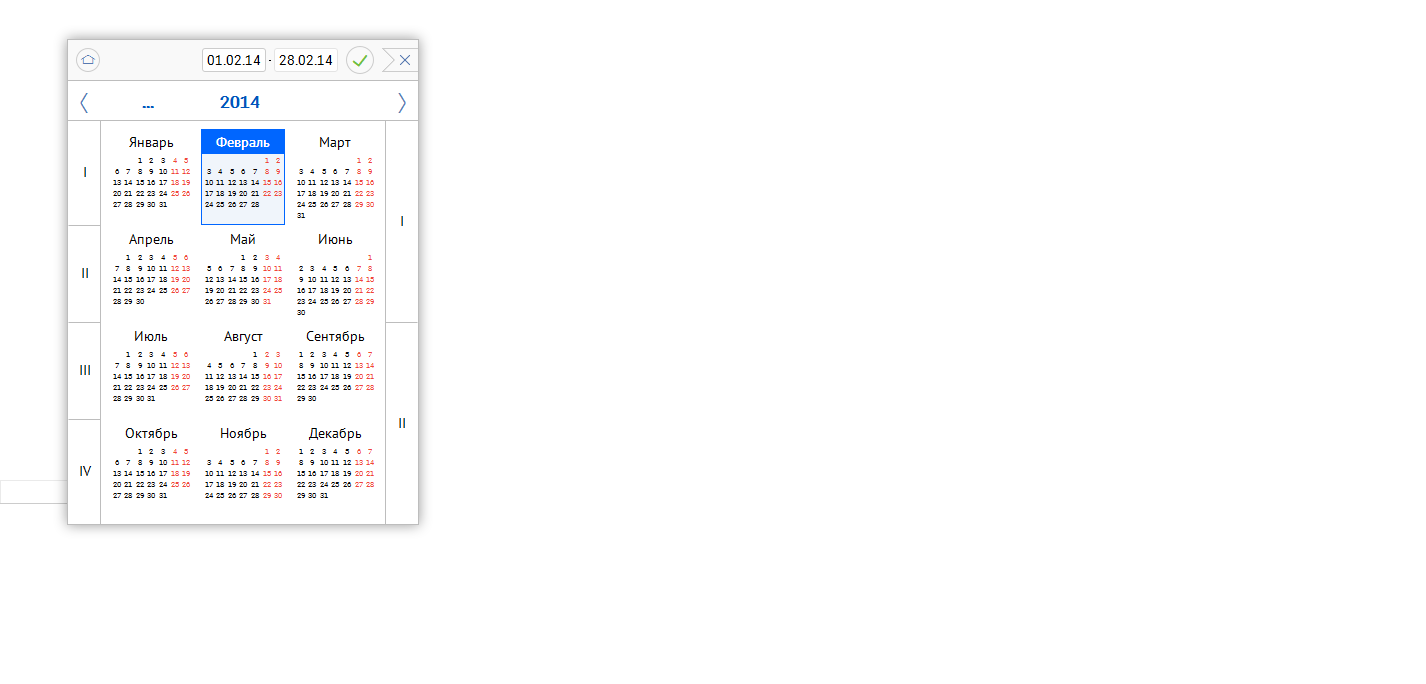 01.02.14 - 28.02.14
... 2014
I
II
III
IV
Январь
1 2 3 4 5
6 7 8 9 10 11 12
13 14 15 16 17 18 19
20 21 22 23 24 25 26
27 28 29 30 31
Февраль
1 2
3 4 5 6 7 8 9
10 11 12 13 14 15 16
17 18 19 20 21 22 23
24 25 26 27 28
Март
1 2
3 4 5 6 7 8 9
10 11 12 13 14 15 16
17 18 19 20 21 22 23
24 25 26 27 28 29 30
31
Апрель
1 2 3 4 5 6
7 8 9 10 11 12 13
14 15 16 17 18 19 20
21 22 23 24 25 26 27
28 29 30
Май
1 2 3 4
5 6 7 8 9 10 11
12 13 14 15 16 17 18
19 20 21 22 23 24 25
26 27 28 29 30 31
Июнь
1
2 3 4 5 6 7 8
9 10 11 12 13 14 15
16 17 18 19 20 21 22
23 24 25 26 27 28 29
30
Июль
1 2 3 4 5 6
7 8 9 10 11 12 13
14 15 16 17 18 19 20
21 22 23 24 25 26 27
28 29 30 31
Август
1 2 3
4 5 6 7 8 9 10
11 12 13 14 15 16 17
18 19 20 21 22 23 24
25 26 27 28 29 30 31
Сентябрь
1 2 3 4 5 6 7
8 9 10 11 12 13 14
15 16 17 18 19 20 21
22 23 24 25 26 27 28
29 30
Октябрь
1 2 3 4 5
6 7 8 9 10 11 12
13 14 15 16 17 18 19
20 21 22 23 24 25 26
27 28 29 30 31
Ноябрь
1 2
3 4 5 6 7 8 9
10 11 12 13 14 15 16
17 18 19 20 21 22 23
24 25 26 27 28 29 30
Декабрь
1 2 3 4 5 6 7
8 9 10 11 12 13 14
15 16 17 18 19 20 21
22 23 24 25 26 27 28
29 30 31
I
II